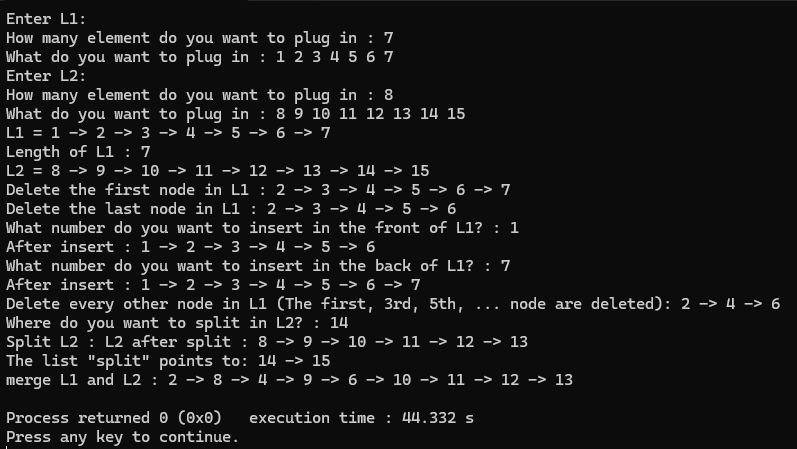 Enter L1:
How many element do you want to plug in : 7
What do you want to plug in : 1 2 3 4 5 6 7
Enter L2:
How many element do you want to plug in : 8
What do you want to plug in : 8 9 10 11 12 13 14 15
L1 = 1 -> 2 -> 3 -> 4 -> 5 -> 6 -> 7
Length of L1 : 7
L2 = 8 -> 9 -> 10 -> 11 -> 12 -> 13 -> 14 -> 15
Delete the first node in L1 : 2 -> 3 -> 4 -> 5 -> 6 -> 7
Delete the last node in L1 : 2 -> 3 -> 4 -> 5 -> 6
What number do you want to insert in the front of L1? : 1
After insert : 1 -> 2 -> 3 -> 4 -> 5 -> 6
What number do you want to insert in the back of L1? : 7
After insert : 1 -> 2 -> 3 -> 4 -> 5 -> 6 -> 7
Delete every other node in L1 (The first, 3rd, 5th, ... node are deleted): 2 -> 4 -> 6
Where do you want to split in L2? : 14
Split L2 : L2 after split : 8 -> 9 -> 10 -> 11 -> 12 -> 13
The list "split" points to: 14 -> 15
merge L1 and L2 : 2 -> 8 -> 4 -> 9 -> 6 -> 10 -> 11 -> 12 -> 13
Process returned 0 (0x0)   execution time : 44.332 s
Press any key to continue.